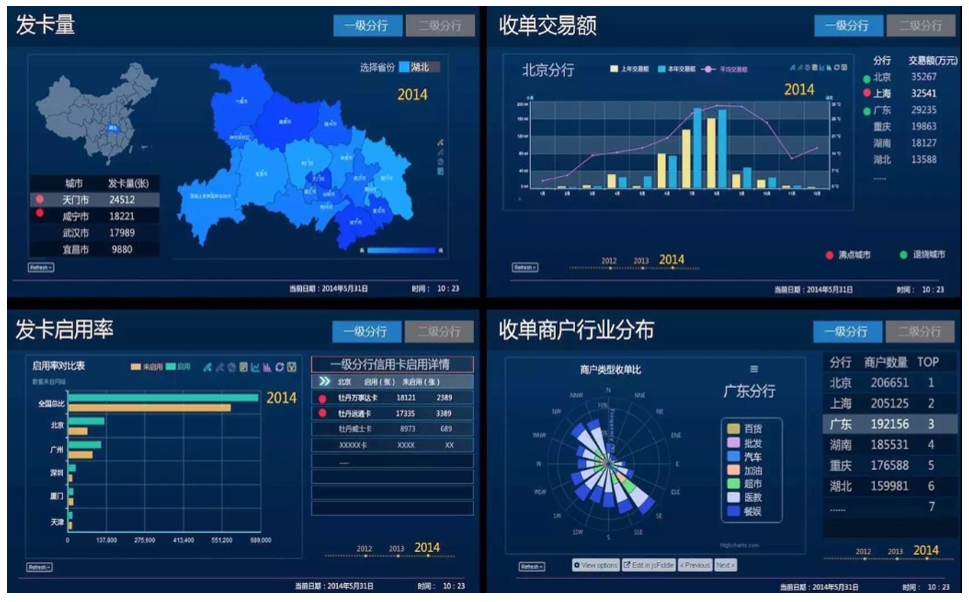 发卡量
一级分行 二级分行
选择省份 湖北
2014
城市 发卡量(张)
天门市 24512
咸宁市 18221
武汉市 17989
宜昌市 9880
Refresh
当前日期：2014年5月31日 时间： 10：23
收单交易额
一级分行 二级分行
北京分行
上年交易额 本年交易额 平均交易额
2014
分行 交易额(万元)
北京 35267
上海 32541
广东 29235
重庆 19863
湖南 18127
湖北 13588
......
2012 2013 2014
沸点城市 退烧城市
Refresh
当前日期：2014年5月31日 时间： 10：23
发卡启用率
一级分行 二级分行
启用率对比表
未启用 启用
2014
全国总比
北京
广州
深圳
厦门
天津
0 137,800 275,600 413,400 551,200 689,000
一级分行信用卡启用详情
北京 启用（张） 未启用（张）
牡丹万事达卡 18121 2389
牡丹运通卡 17335 3389
牡丹威士卡 8973 689
XXXXX卡 XXXX XX
......
2012 2013 2014
Refresh
当前日期：2014年5月31日 时间： 10：23
收单商户行业分布
一级分行 二级分行
商户类型收单比
广东分行
N
NNE
ENE
E
ESE
SE
SSE
S
SSW
SW
WSW
W
WNW
NW
NNW
百货
批发
汽车
加油
超市
医教
餐娱
Highcharts.com
分行 商户数量 TOP
北京 206651 1
上海 205125 2
广东 192156 3
湖南 185531 4
重庆 176588 5
湖北 159981 6
...... 7
2012 2013 2014
Refresh
View options Edit in jsFiddle « Previous Next »
当前日期：2014年5月31日 时间： 10：23